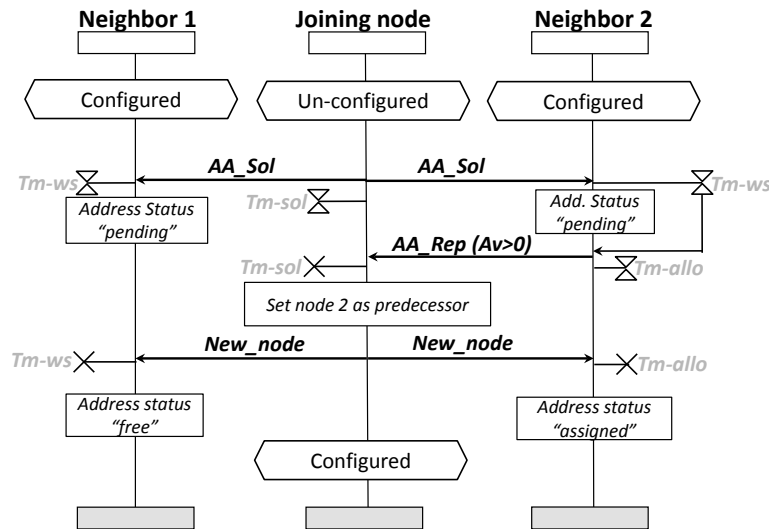 Neighbor 1 Joining node Neighbor 2
Configured Un-configured Configured
AA_Sol AA_Sol
Tm-ws Tm-ws
Tm-sol
Address Status
"pending"
Add. Status
"pending"
AA_Rep (Av>0)
Tm-sol Tm-allo
Set node 2 as predecessor
New_node New_node
Tm-ws Tm-allo
Address status
"free"
Address status
"assigned"
Configured